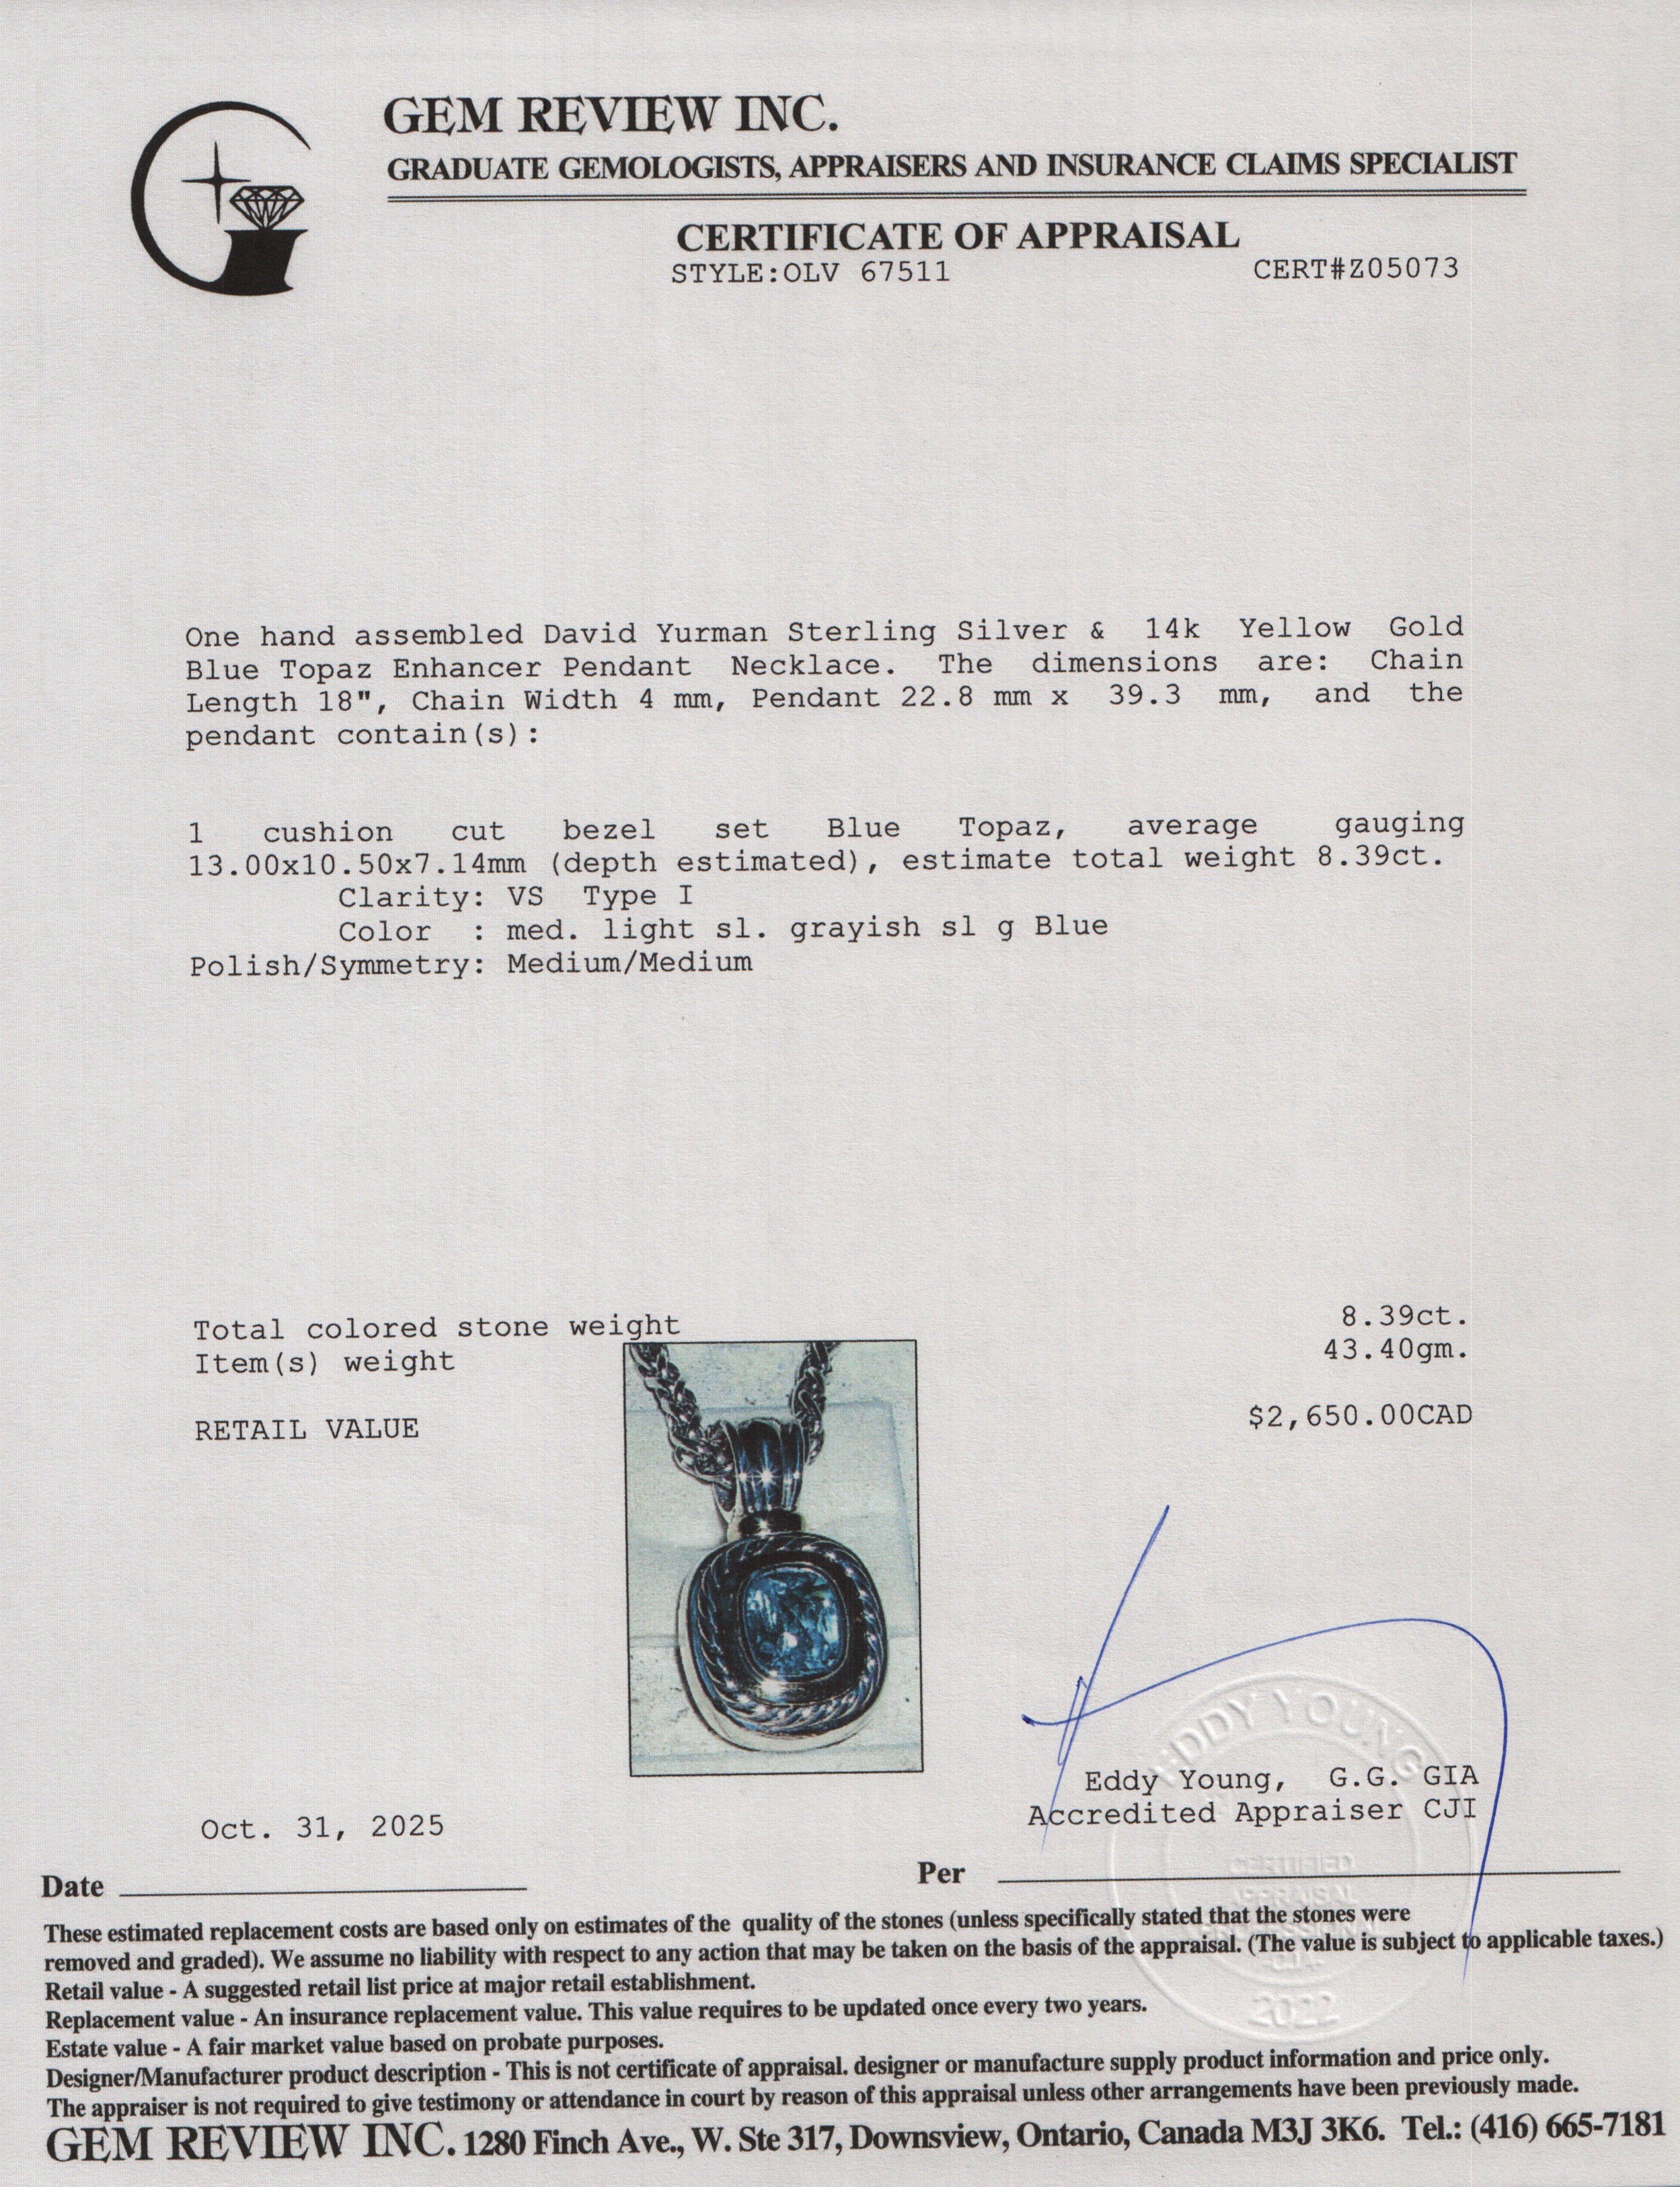 GEM REVIEW INC.
GRADUATE GEMOLOGISTS, APPRAISERS AND INSURANCE CLAIMS SPECIALIST
CERTIFICATE OF APPRAISAL
STYLE:OLV 67511 CERT#Z05073
One hand assembled David Yurman Sterling Silver & 14k Yellow Gold
Blue Topaz Enhancer Pendant Necklace. The dimensions are: Chain
Length 18", Chain Width 4 mm, Pendant 22.8 mm x 39.3 mm, and the
pendant contain(s):
1 cushion cut bezel set Blue Topaz, average gauging
13.00x10.50x7.14mm (depth estimated), estimate total weight 8.39ct.
Clarity: VS Type I
Color : med. light sl. grayish sl g Blue
Polish/Symmetry: Medium/Medium
Total colored stone weight 8.39ct.
Item(s) weight 43.40gm.
RETAIL VALUE $2,650.00CAD
EDDY YOUNG
Eddy Young, G.G. GIA
Accredited Appraiser CJI
Oct. 31, 2025
CERTIFIED
APPRAISAL
2022
Date
Per
These estimated replacement costs are based only on estimates of the quality of the stones (unless specifically stated that the stones were
removed and graded). We assume no liability with respect to any action that may be taken on the basis of the appraisal. (The value is subject to applicable taxes.)
Retail value - A suggested retail list price at major retail establishment.
Replacement value - An insurance replacement value. This value requires to be updated once every two years.
Estate value - A fair market value based on probate purposes.
Designer/Manufacturer product description - This is not certificate of appraisal. designer or manufacture supply product information and price only.
The appraiser is not required to give testimony or attendance in court by reason of this appraisal unless other arrangements have been previously made.
GEM REVIEW INC. 1280 Finch Ave., W. Ste 317, Downsview, Ontario, Canada M3J 3K6. Tel.: (416) 665-7181